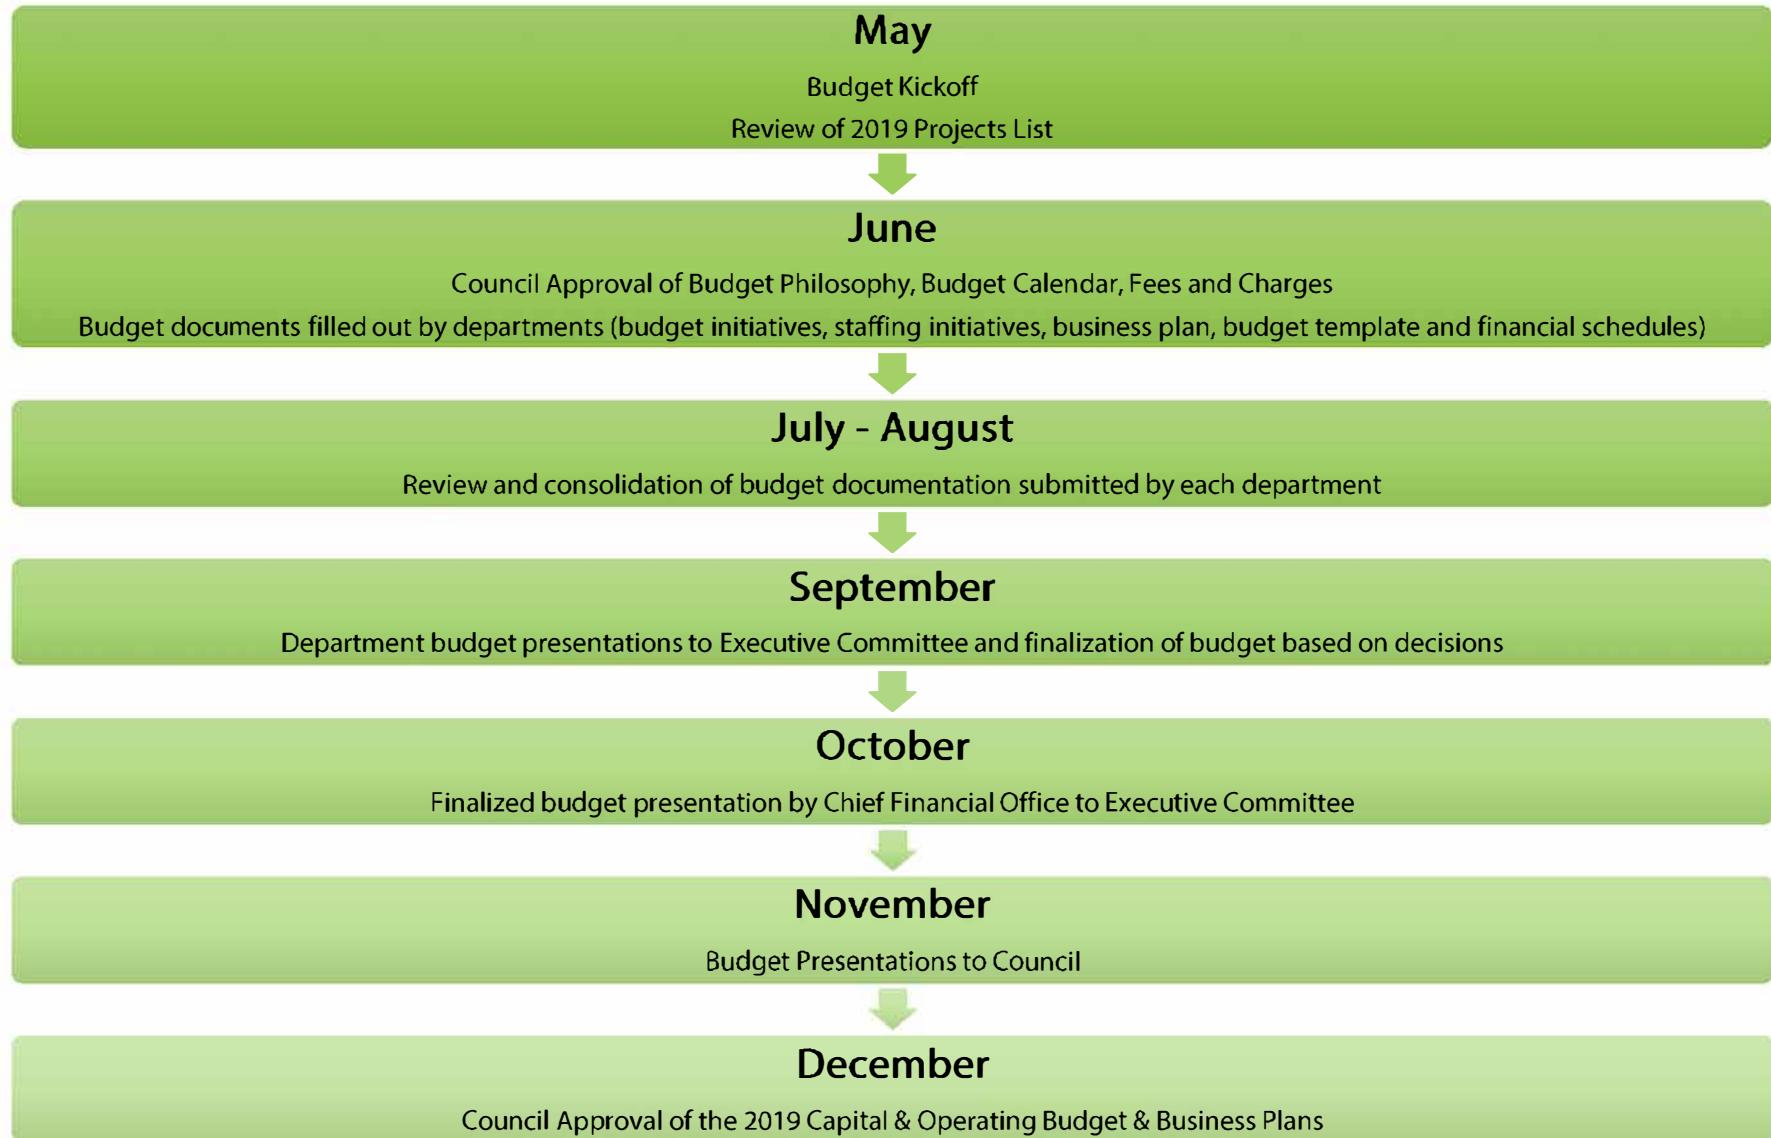 May
Budget Kickoff
Review of 2019 Projects List
June
Council Approval of Budget Philosophy, Budget Calendar, Fees and Charges
Budget documents filled out by departments (budget initiatives, staffing initiatives, business plan, budget template and financial schedules)
July - August
Review and consolidation of budget documentation submitted by each department
September
Department budget presentations to Executive Committee and finalization of budget based on decisions
October
Finalized budget presentation by Chief Financial Office to Executive Committee
November
Budget Presentations to Council
December
Council Approval of the 2019 Capital & Operating Budget & Business Plans